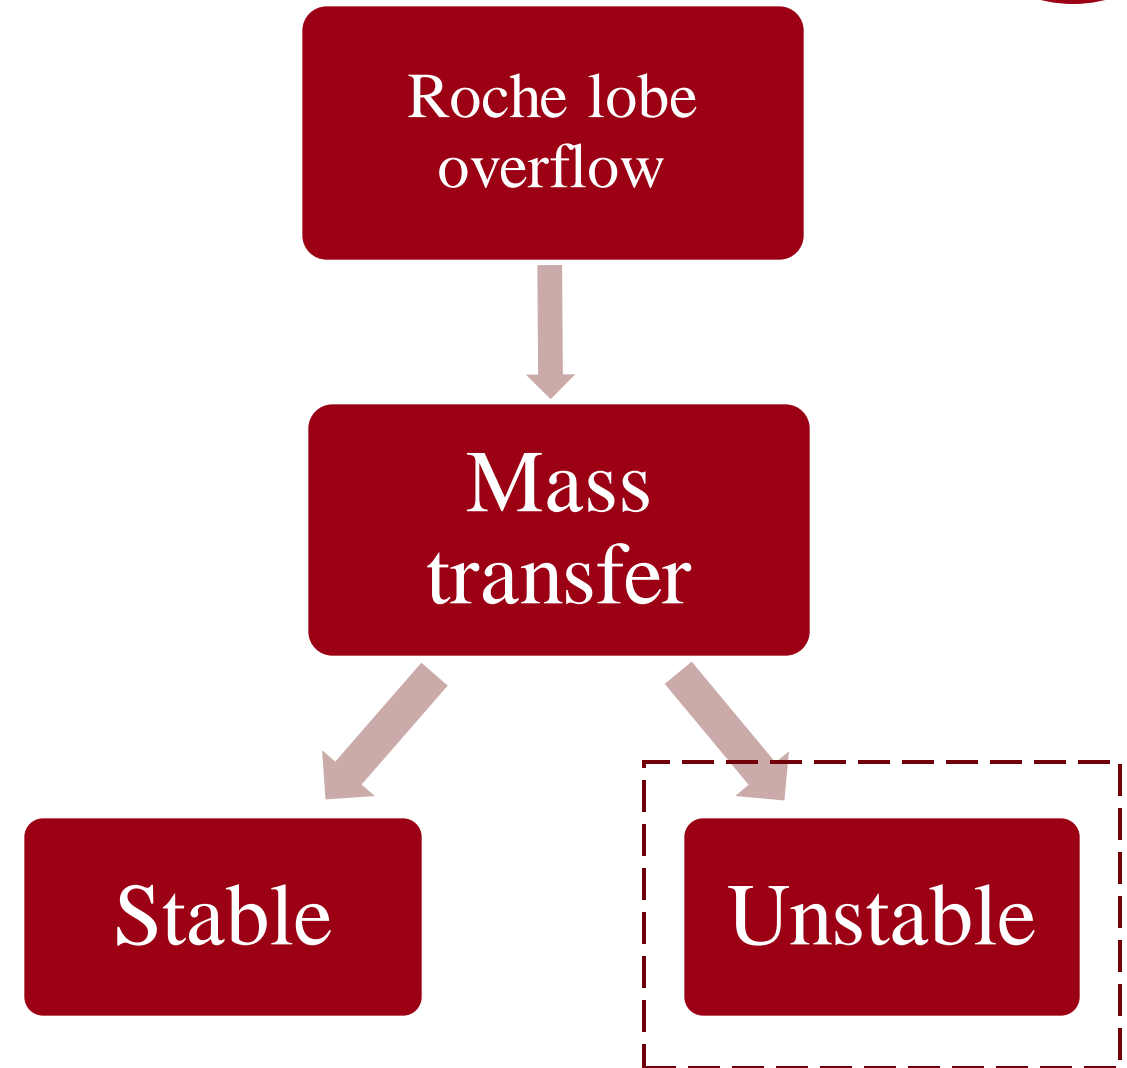 Roche lobe
overflow
Mass
transfer
Stable
Unstable